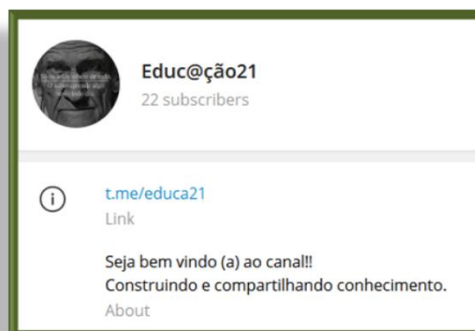 Educ@ção21
22 subscribers
t.me/educa21
Link
Seja bem vindo (a) ao canal!!
Construindo e compartilhando conhecimento.
About